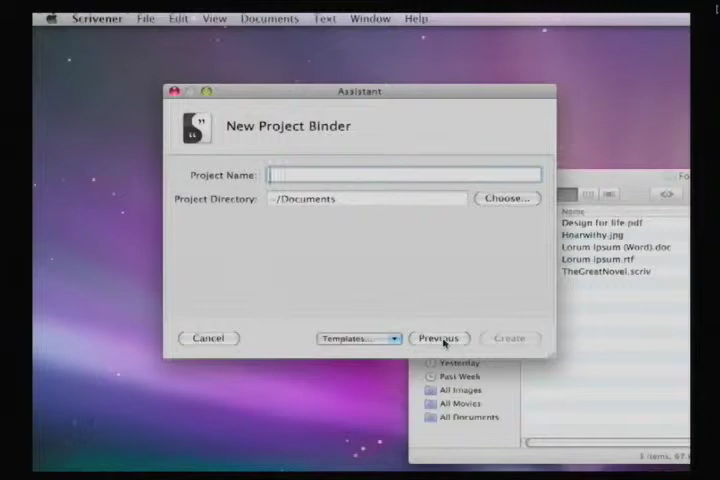 Scrivener File Edit View Documents Text Window Help
Assistant
New Project Binder
Project Name:
Project Directory: ~/Documents Choose...
Cancel Templates... Previous Create
Name
Design for life.pdf
Hoarwithy.jpg
Lorum Ipsum (Word).doc
Lorum Ipsum.rtf
TheGreatNovel.scriv
Yesterday
Past Week
All Images
All Movies
All Documents